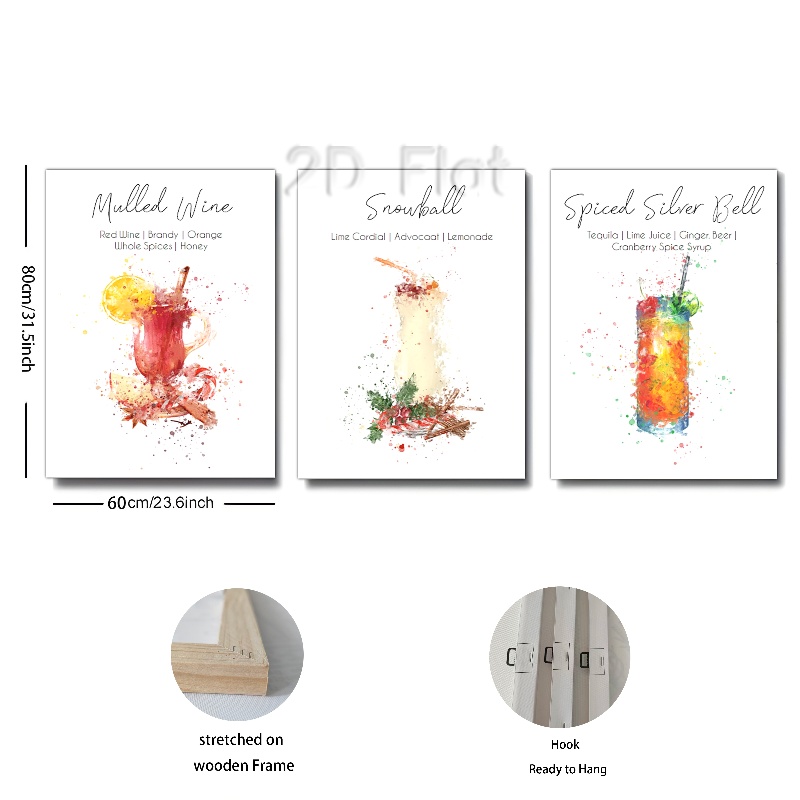 2D Flat
Mulled Wine
Red Wine | Brandy | Orange
Whole Spices | Honey
Snowball
Lime Cordial | Advocaat | Lemonade
Spiced Silver Bell
Tequila | Lime Juice | Ginger Beer |
Cranberry Spice Syrup
80cm/31.5inch
60cm/23.6inch
stretched on
wooden Frame
Hook
Ready to Hang